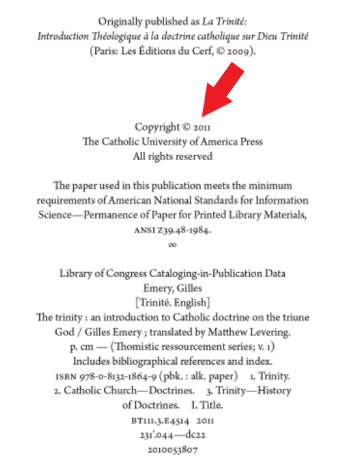 Originally published as La Trinité:
Introduction Théologique à la doctrine catholique sur Dieu Trinité
(Paris: Les Éditions du Cerf, © 2009).
Copyright © 2011
The Catholic University of America Press
All rights reserved
The paper used in this publication meets the minimum
requirements of American National Standards for Information
Science—Permanence of Paper for Printed Library Materials,
ANSI Z39.48-1984.
∞
Library of Congress Cataloging-in-Publication Data
Emery, Gilles
[Trinité. English]
The trinity : an introduction to Catholic doctrine on the triune
God / Gilles Emery ; translated by Matthew Levering.
p. cm — (Thomistic ressourcement series; v. 1)
Includes bibliographical references and index.
ISBN 978-0-8132-1864-9 (pbk. : alk. paper) 1. Trinity.
2. Catholic Church—Doctrines. 3. Trinity—History
of Doctrines. I. Title.
BT111.3.E4514 2011
231'.044—dc22
2010053807